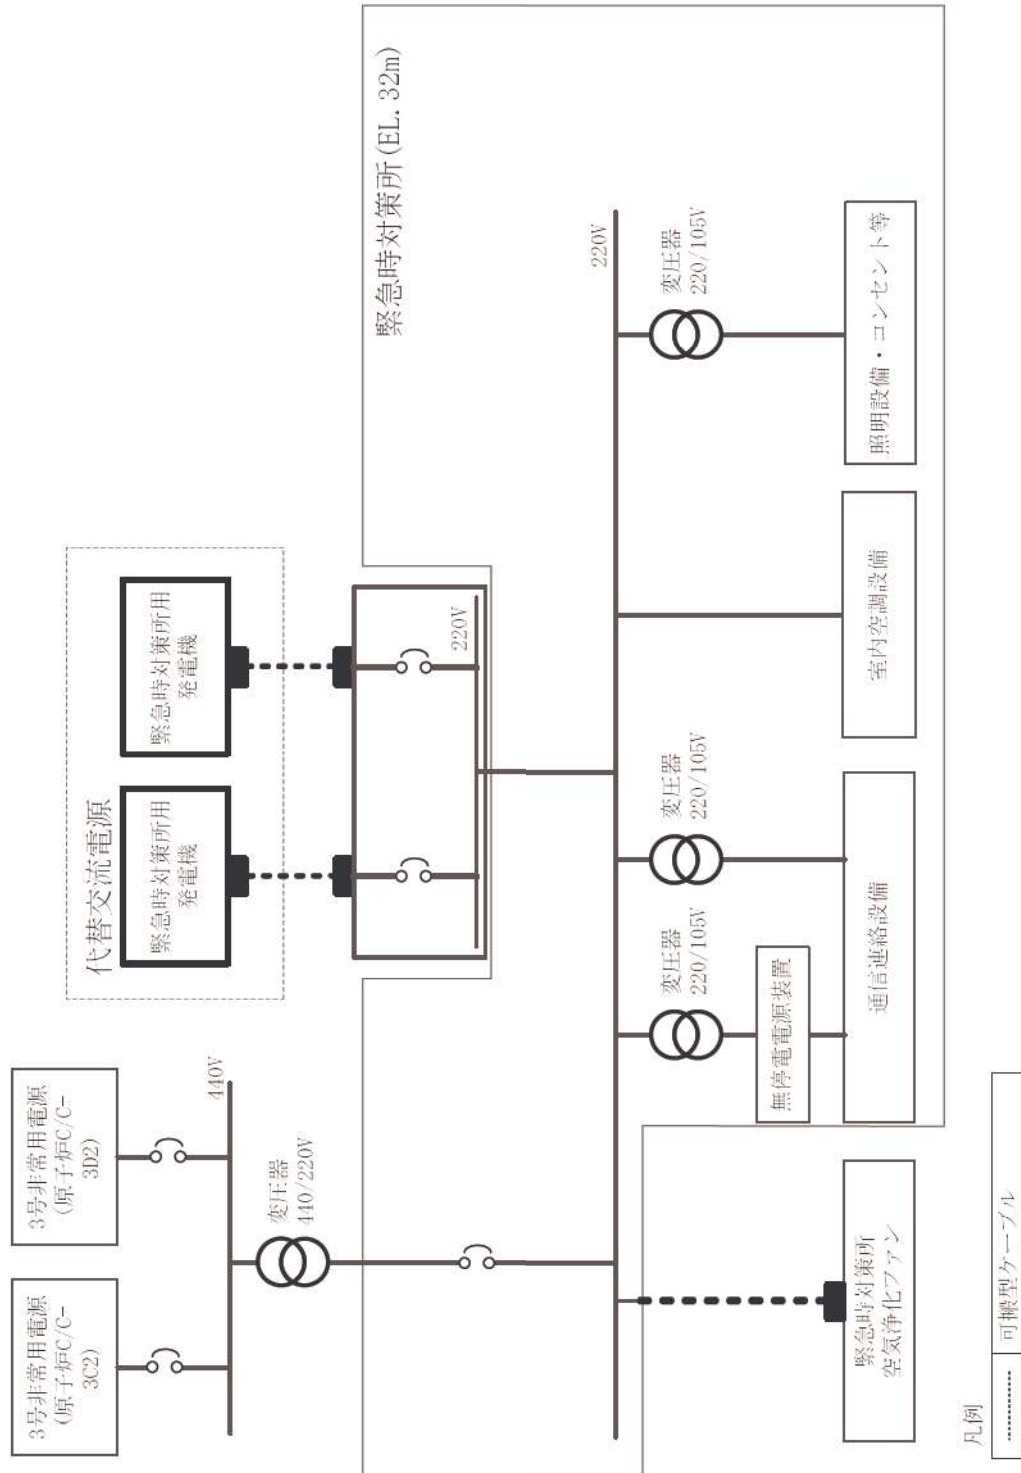 3号非常用電源
(原子炉C/C-
3C2)
3号非常用電源
(原子炉C/C-
3D2)
440V
変圧器
440/220V
代替交流電源
緊急時対策所用
発電機
緊急時対策所用
発電機
220V
緊急時対策所(EL. 32m)
220V
変圧器
220/105V
変圧器
220/105V
変圧器
220/105V
無停電電源装置
緊急時対策所
空気浄化ファン
通信連絡設備
室内空調設備
照明設備・コンセント等
凡例
可搬型ケーブル